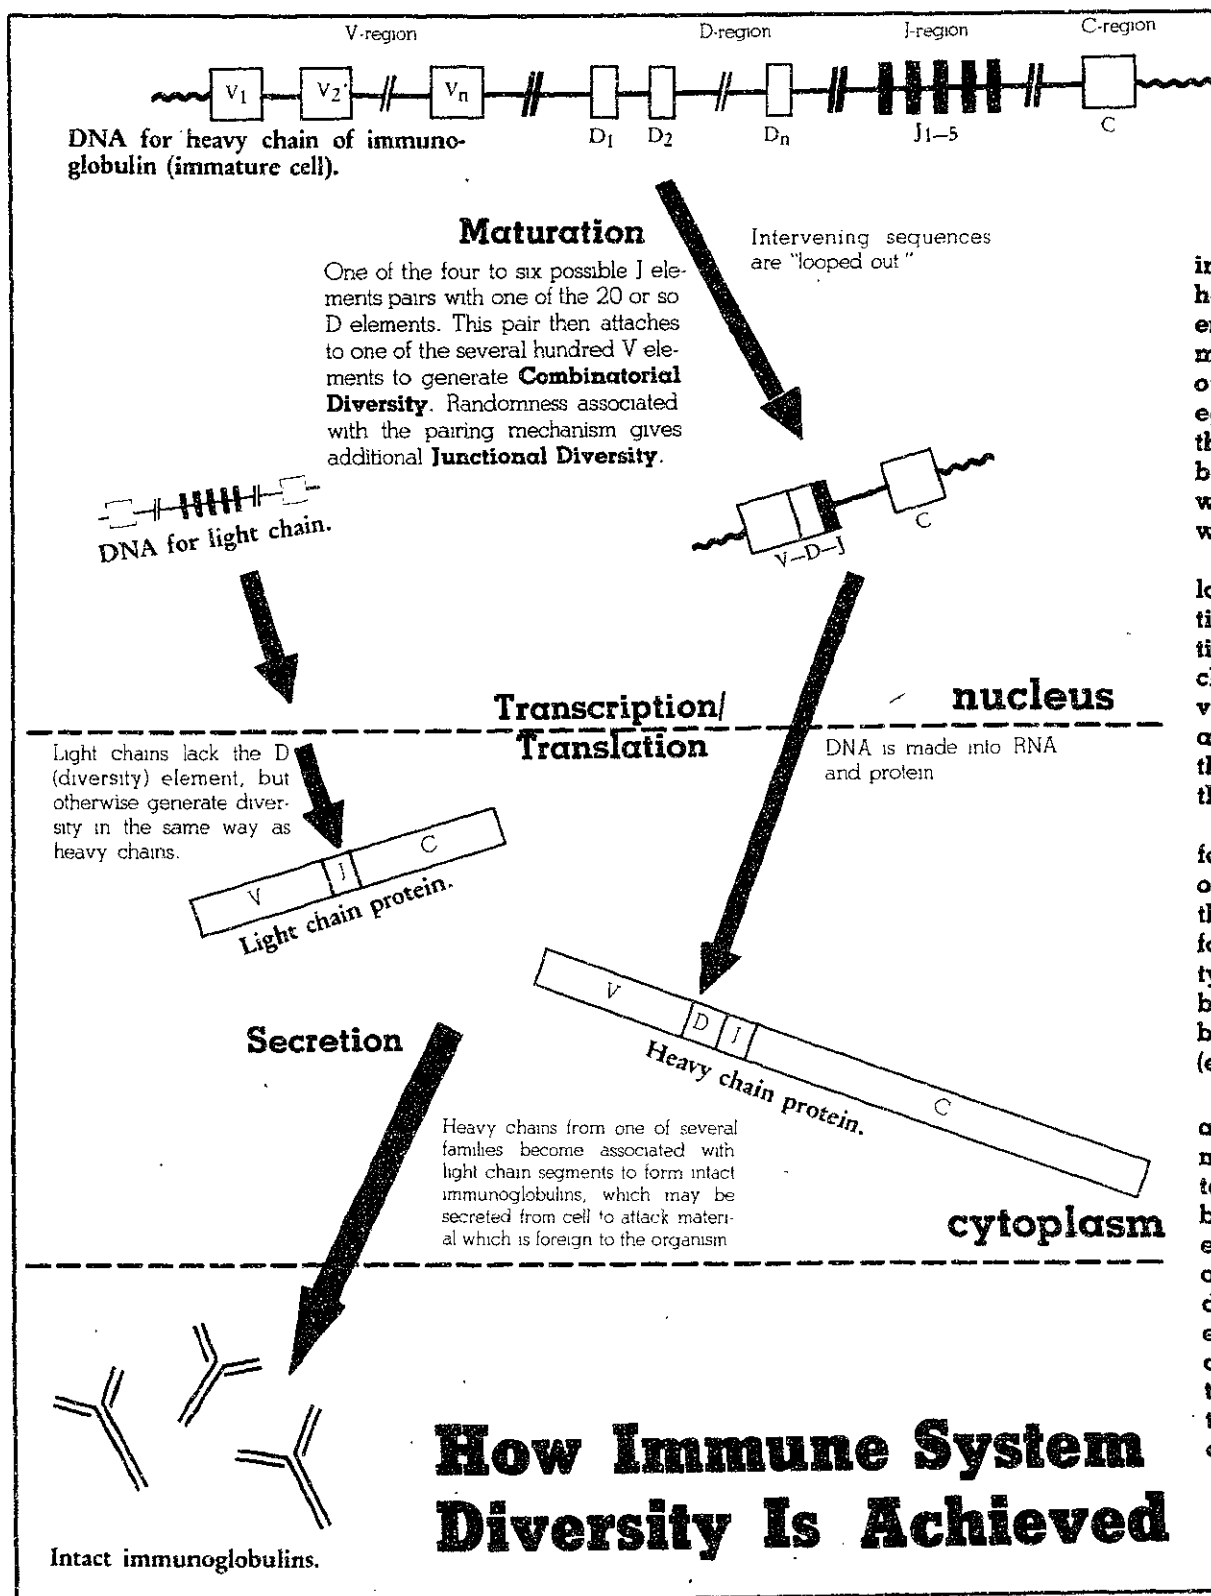 V-region D-region J-region C-region
V1 V2 Vn D1 D2 Dn J1–5 C
DNA for heavy chain of immuno-
globulin (immature cell).
Maturation
One of the four to six possible J ele-
ments pairs with one of the 20 or so
D elements. This pair then attaches
to one of the several hundred V ele-
ments to generate Combinatorial
Diversity. Randomness associated
with the pairing mechanism gives
additional Junctional Diversity.
Intervening sequences
are "looped out"
DNA for light chain.
V–D–J
C
nucleus
Transcription/
Translation
DNA is made into RNA
and protein
Light chains lack the D
(diversity) element, but
otherwise generate diver-
sity in the same way as
heavy chains.
V J C
Light chain protein.
V D J C
Heavy chain protein.
Secretion
Heavy chains from one of several
families become associated with
light chain segments to form intact
immunoglobulins, which may be
secreted from cell to attack materi-
al which is foreign to the organism
cytoplasm
Intact immunoglobulins.
How Immune System
Diversity Is Achieved